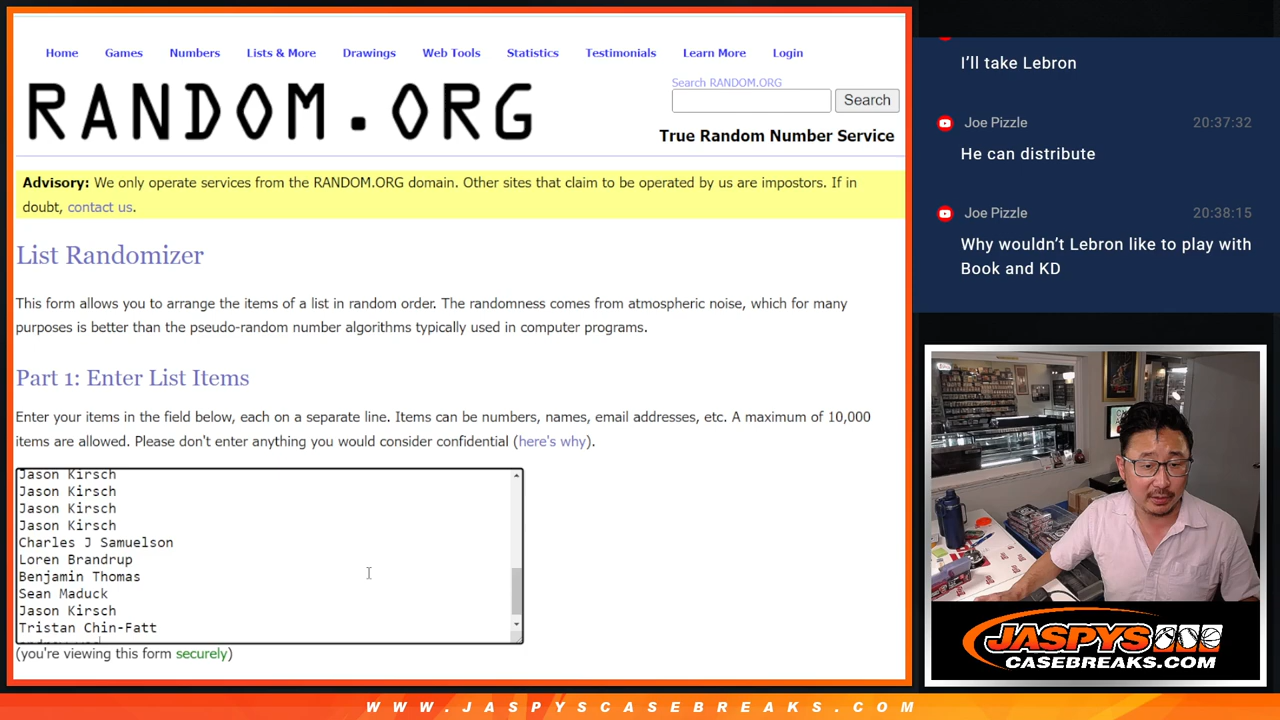 Home Games Numbers Lists & More Drawings Web Tools Statistics Testimonials Learn More Login
RANDOM.ORG
Search RANDOM.ORG
Search
True Random Number Service
Advisory: We only operate services from the RANDOM.ORG domain. Other sites that claim to be operated by us are impostors. If in
doubt, contact us.
List Randomizer
This form allows you to arrange the items of a list in random order. The randomness comes from atmospheric noise, which for many
purposes is better than the pseudo-random number algorithms typically used in computer programs.
Part 1: Enter List Items
Enter your items in the field below, each on a separate line. Items can be numbers, names, email addresses, etc. A maximum of 10,000
items are allowed. Please don't enter anything you would consider confidential (here's why).
Jason Kirsch
Jason Kirsch
Jason Kirsch
Jason Kirsch
Charles J Samuelson
Loren Brandrup
Benjamin Thomas
Sean Maduck
Jason Kirsch
Tristan Chin-Fatt
(you're viewing this form securely)
I'll take Lebron
Joe Pizzle 20:37:32
He can distribute
Joe Pizzle 20:38:15
Why wouldn't Lebron like to play with
Book and KD
JASPYS
CASEBREAKS.COM
WWW.JASPYSCASEBREAKS.COM